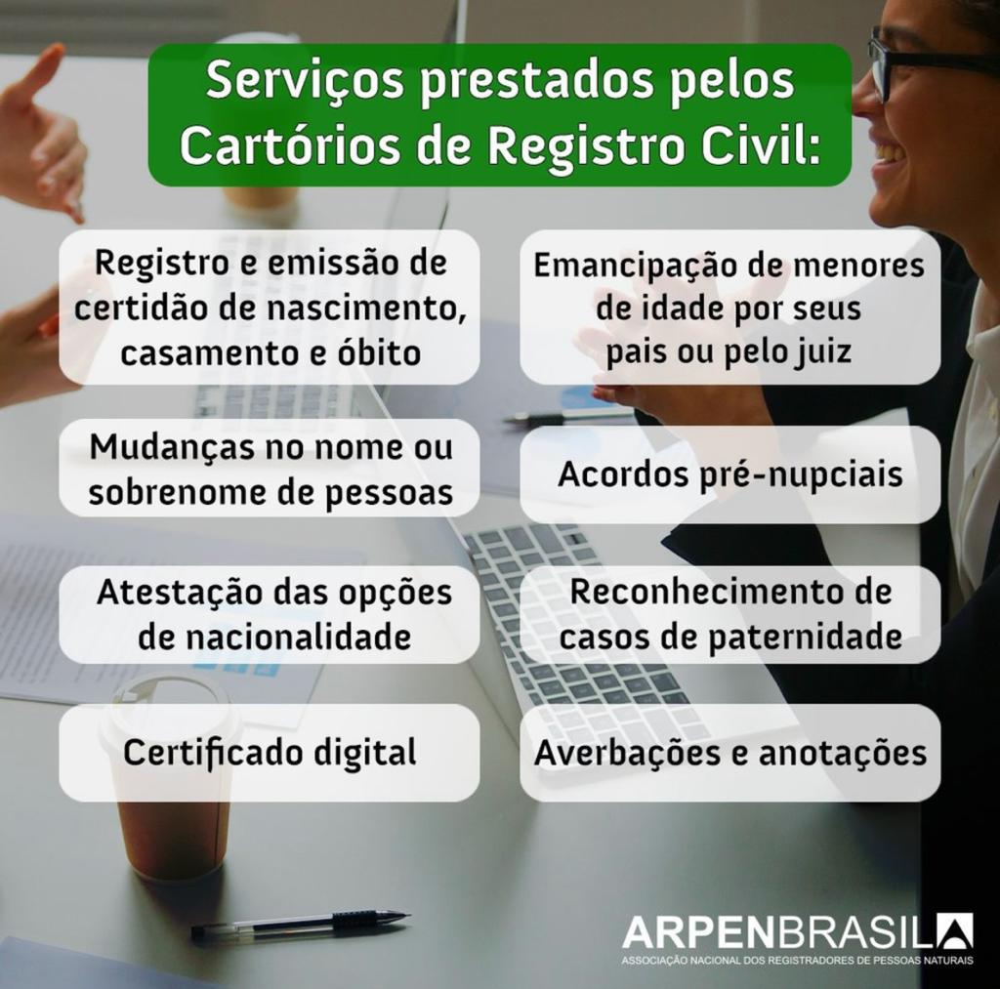 Serviços prestados pelos
Cartórios de Registro Civil:
Registro e emissão de
certidão de nascimento,
casamento e óbito
Emancipação de menores
de idade por seus
pais ou pelo juiz
Mudanças no nome ou
sobrenome de pessoas
Acordos pré-nupciais
Atestação das opções
de nacionalidade
Reconhecimento de
casos de paternidade
Certificado digital
Averbações e anotações
ARPENBRASIL
ASSOCIAÇÃO NACIONAL DOS REGISTRADORES DE PESSOAS NATURAIS